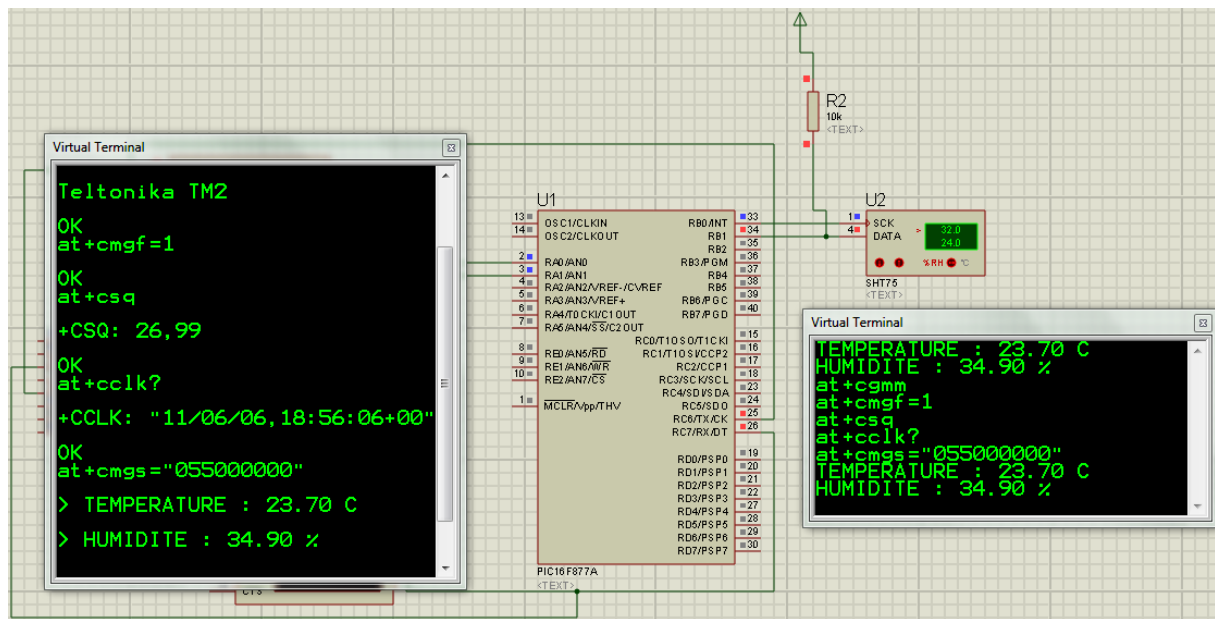 R2
10k
<TEXT>
Virtual Terminal
Teltonika TM2
OK
at+cmgf=1
OK
at+csq
+CSQ: 26,99
OK
at+cclk?
+CCLK: "11/06/06,18:56:06+00"
OK
at+cmgs="055000000"
> TEMPERATURE : 23.70 C
> HUMIDITE : 34.90 %
CTS
U1
13 OSC1/CLKIN
14 OSC2/CLKOUT
2 RA0/AN0
3 RA1/AN1
4 RA2/AN2/VREF-/CVREF
5 RA3/AN3/VREF+
6 RA4/T0CKI/C1OUT
7 RA5/AN4/SS/C2OUT
8 RE0/AN5/RD
9 RE1/AN6/WR
10 RE2/AN7/CS
1 MCLR/Vpp/THV
RB0/INT 33
RB1 34
RB2 35
RB3/PGM 36
RB4 37
RB5 38
RB6/PGC 39
RB7/PGD 40
RC0/T1OSO/T1CKI 15
RC1/T1OSI/CCP2 16
RC2/CCP1 17
RC3/SCK/SCL 18
RC4/SDI/SDA 23
RC5/SDO 24
RC6/TX/CK 25
RC7/RX/DT 26
RD0/PSP0 19
RD1/PSP1 20
RD2/PSP2 21
RD3/PSP3 22
RD4/PSP4 27
RD5/PSP5 28
RD6/PSP6 29
RD7/PSP7 30
PIC16F877A
<TEXT>
U2
1 SCK
4 DATA
> 32.0
24.0
%RH °C
SHT75
<TEXT>
Virtual Terminal
TEMPERATURE : 23.70 C
HUMIDITE : 34.90 %
at+cgmm
at+cmgf=1
at+csq
at+cclk?
at+cmgs="055000000"
TEMPERATURE : 23.70 C
HUMIDITE : 34.90 %